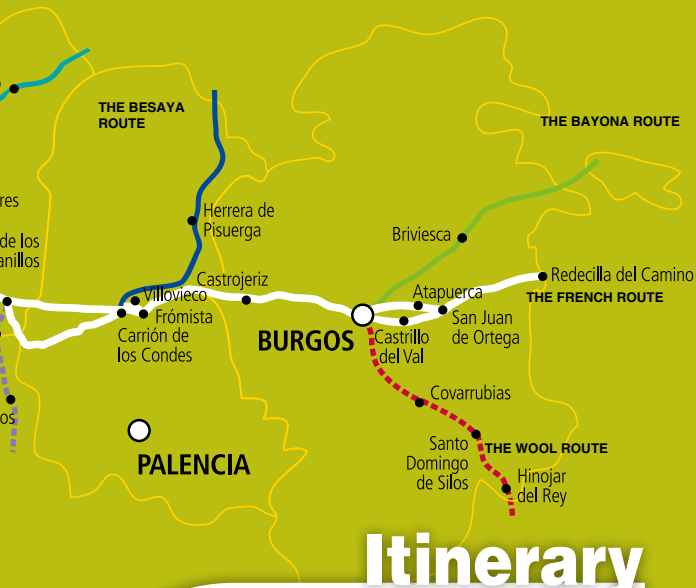 THE BESAYA
ROUTE
THE BAYONA ROUTE
res
Herrera de
Pisuerga
de los
anillos
Briviesca
Castrojeriz
Redecilla del Camino
Villovieco
Atapuerca
THE FRENCH ROUTE
Frómista
San Juan
de Ortega
Carrión de
los Condes
BURGOS
Castrillo
del Val
Covarrubias
os
Santo
Domingo
de Silos
THE WOOL ROUTE
PALENCIA
Hinojar
del Rey
Itinerary